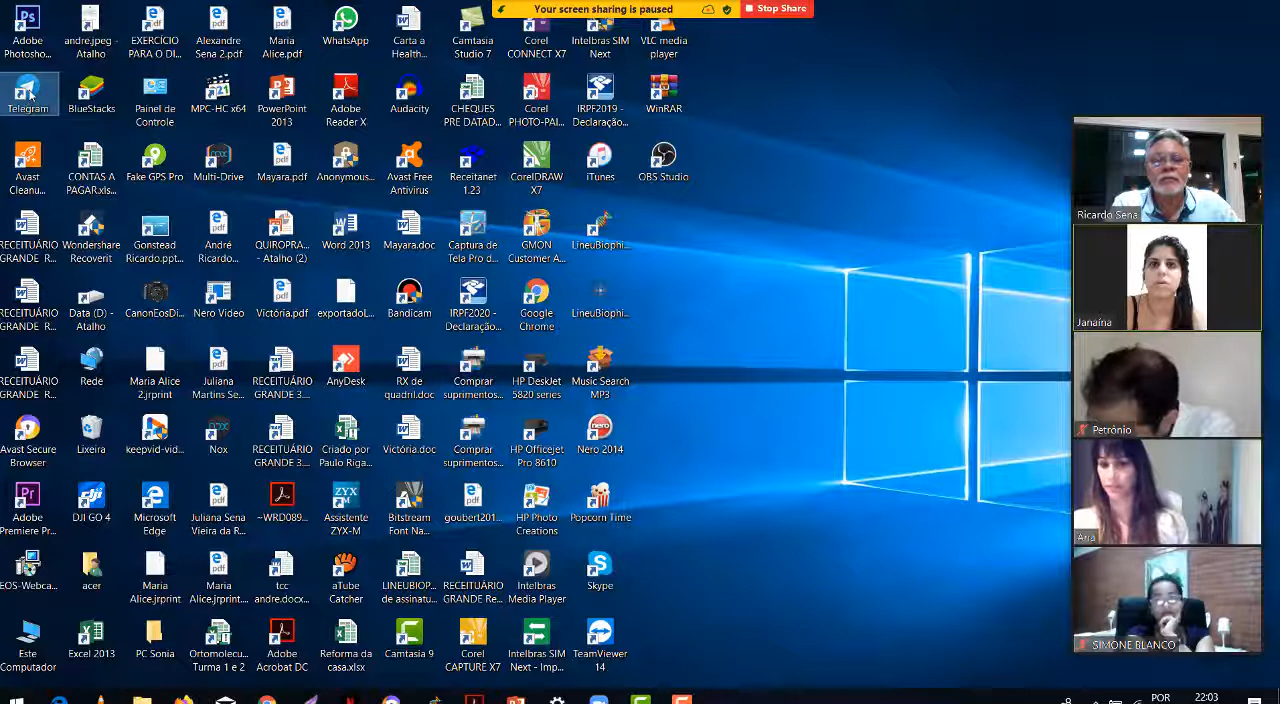 Your screen sharing is paused
Stop Share
Adobe
Photosho...
andre.jpeg -
Atalho
EXERCÍCIO
PARA O DI...
Alexandre
Sena 2.pdf
Maria
Alice.pdf
WhatsApp
Carta a
Health...
Camtasia
Studio 7
Corel
CONNECT X7
Intelbras SIM
Next
VLC media
player
Telegram
BlueStacks
Painel de
Controle
MPC-HC x64
PowerPoint
2013
Adobe
Reader X
Audacity
CHEQUES
PRE DATAD...
Corel
PHOTO-PAI...
IRPF2019 -
Declaração...
WinRAR
Avast
Cleanu...
CONTAS A
PAGAR.xls...
Fake GPS Pro
Multi-Drive
Mayara.pdf
Anonymous...
Avast Free
Antivirus
Receitanet
1.23
CorelDRAW
X7
iTunes
OBS Studio
RECEITUÁRIO
GRANDE R...
Wondershare
Recoverit
Gonstead
Ricardo.ppt...
André
Ricardo...
QUIROPRA...
- Atalho (2)
Word 2013
Mayara.doc
Captura de
Tela Pro d...
GMON
Customer A...
LineuBiophi...
RECEITUÁRIO
GRANDE R...
Data (D) -
Atalho
CanonEosDi...
Nero Video
Victória.pdf
exportadoL...
Bandicam
IRPF2020 -
Declaração...
Google
Chrome
LineuBiophi...
RECEITUÁRIO
GRANDE R...
Rede
Maria Alice
2.jrprint
Juliana
Martins Se...
RECEITUÁRIO
GRANDE 3...
AnyDesk
RX de
quadril.doc
Comprar
suprimentos...
HP DeskJet
5820 series
Music Search
MP3
Avast Secure
Browser
Lixeira
keepvid-vid...
Nox
RECEITUÁRIO
GRANDE 3...
Criado por
Paulo Riga...
Victória.doc
Comprar
suprimentos...
HP Officejet
Pro 8610
Nero 2014
Adobe
Premiere Pr...
DJI GO 4
Microsoft
Edge
Juliana Sena
Vieira da R...
~WRD089...
Assistente
ZYX-M
Bitstream
Font Na...
goubert201...
HP Photo
Creations
Popcorn Time
EOS-Webca...
acer
Maria
Alice.jrprint
Maria
Alice.jrprint...
tcc
andre.docx...
aTube
Catcher
LINEUBIOP...
de assinatu...
RECEITUÁRIO
GRANDE Re...
Intelbras
Media Player
Skype
Este
Computador
Excel 2013
PC Sonia
Ortomolecu...
Turma 1 e 2
Adobe
Acrobat DC
Reforma da
casa.xlsx
Camtasia 9
Corel
CAPTURE X7
Intelbras SIM
Next - Imp...
TeamViewer
14
Ricardo Sena
Janaína
Petrônio
Ana
SIMONE BLANCO
POR
22:03